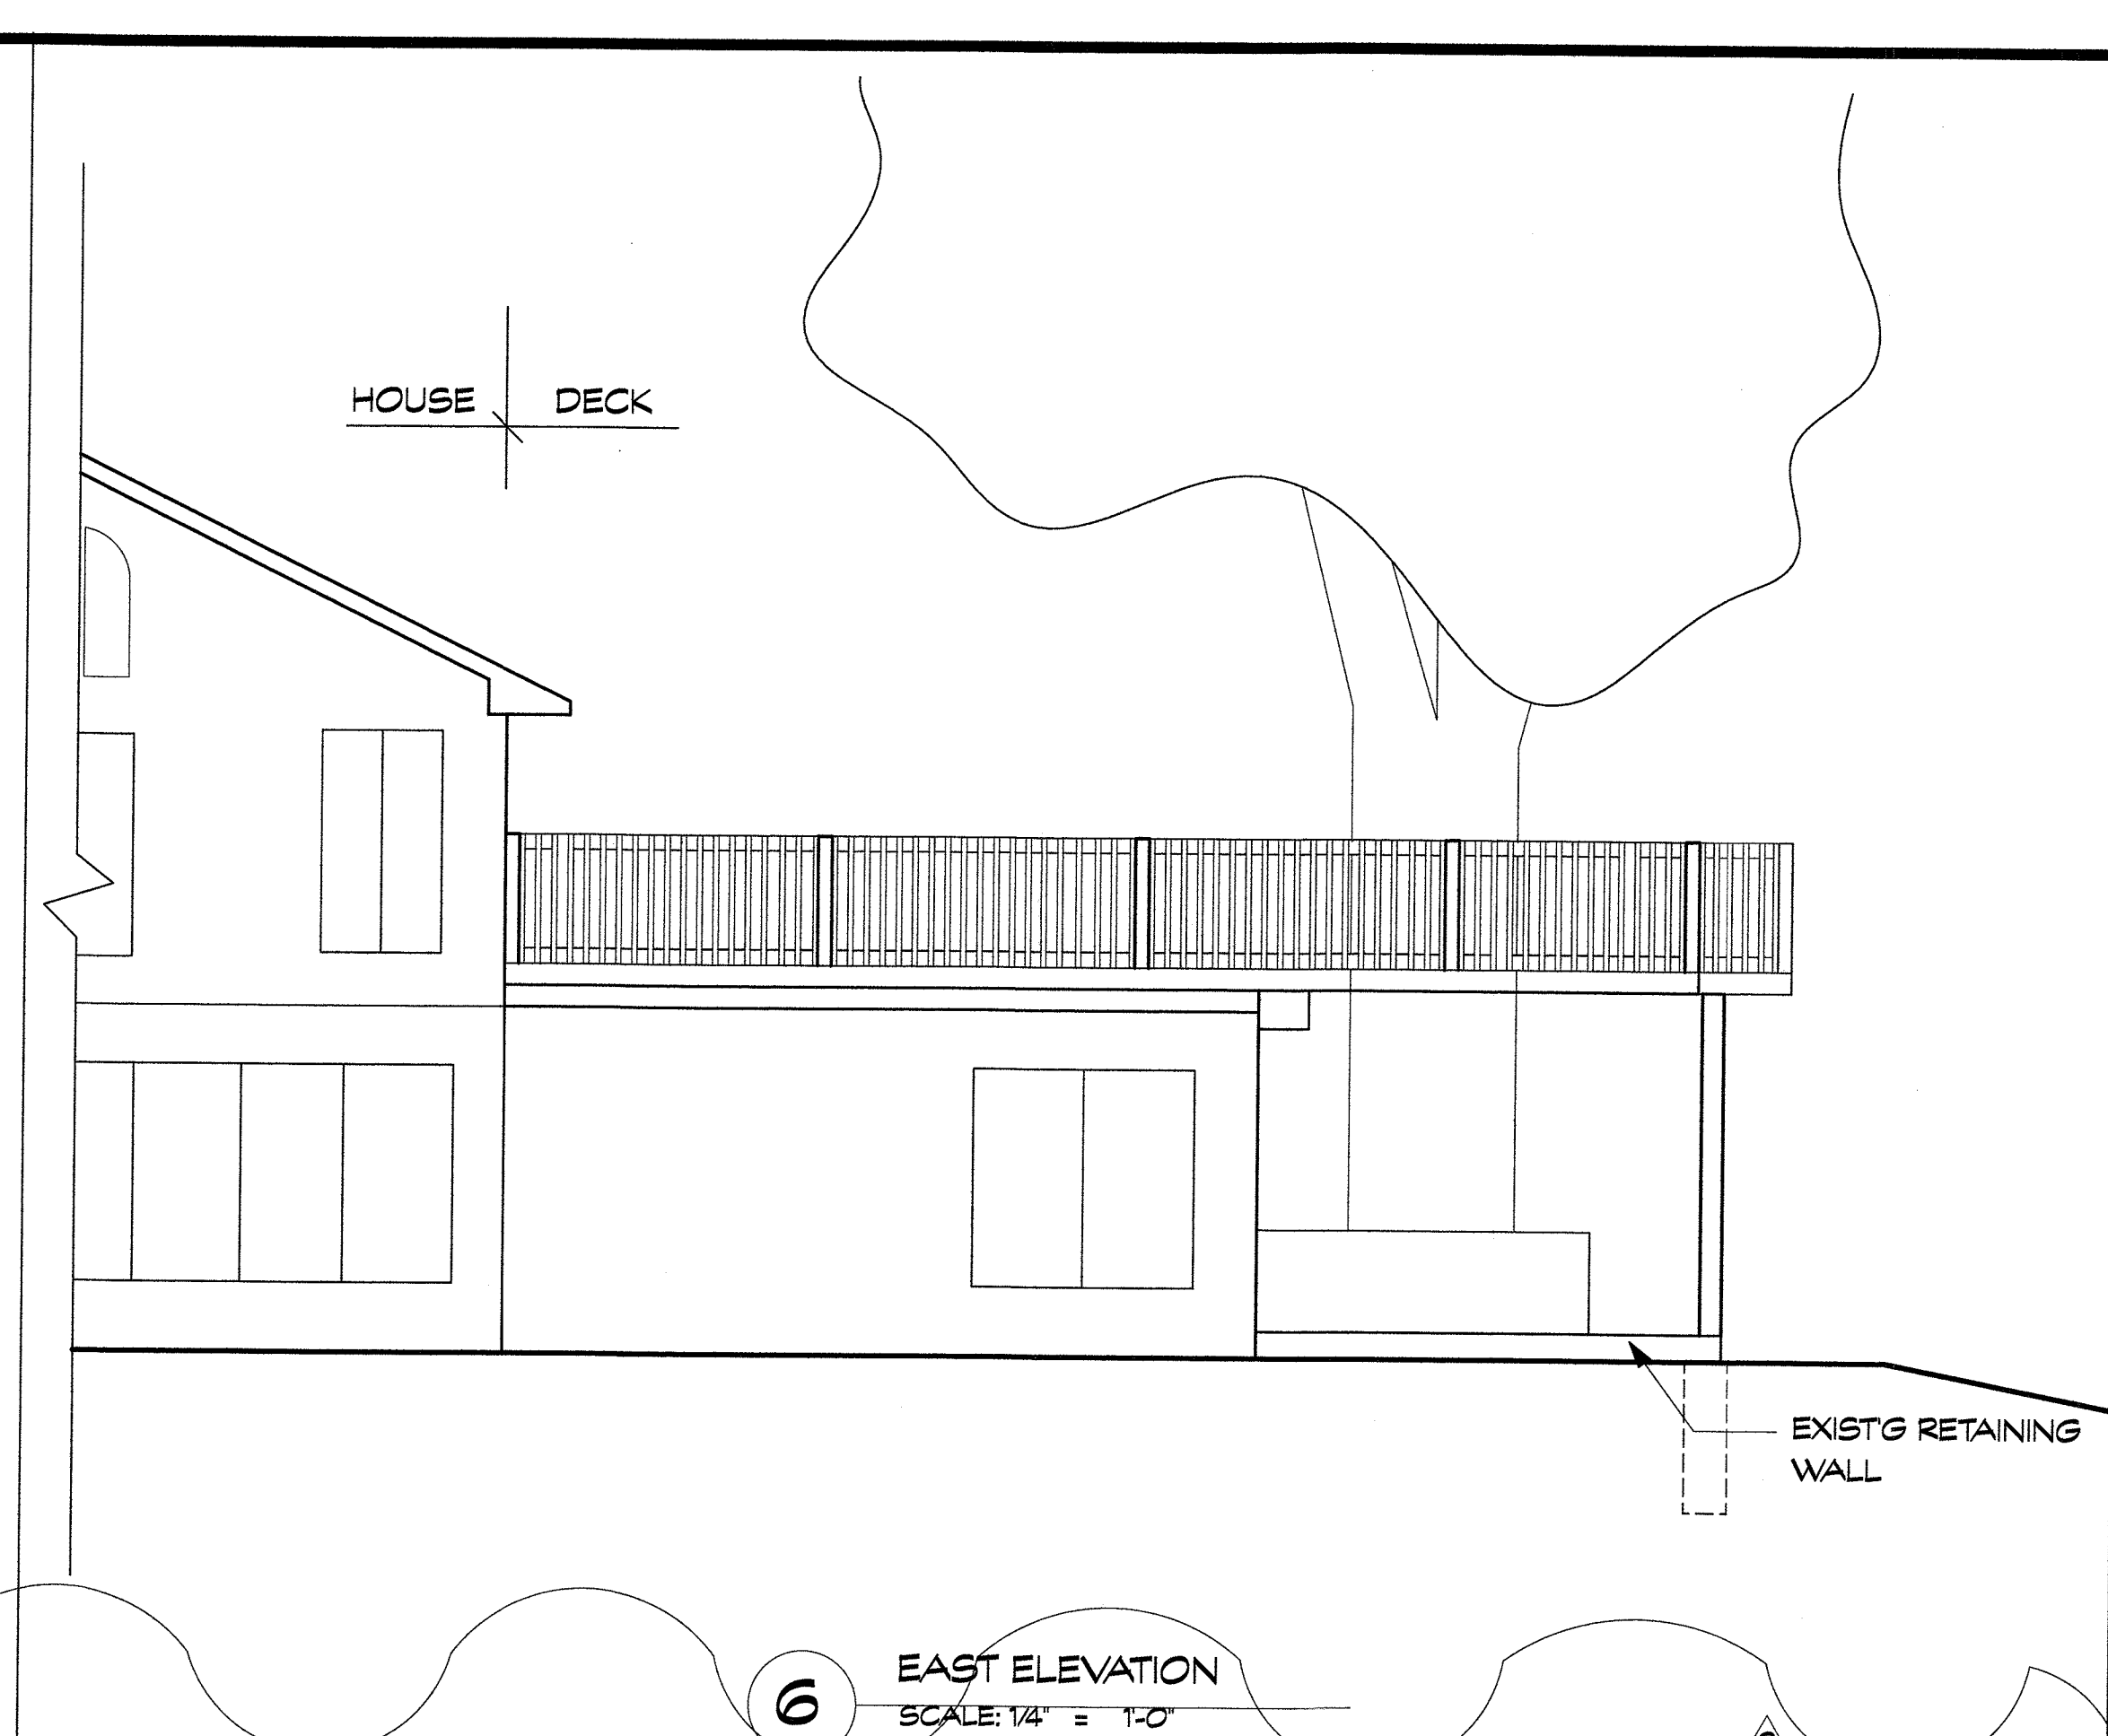 HOUSE DECK
EXIST'G RETAINING
WALL
6
EAST ELEVATION
SCALE: 1/4" = 1'-0"